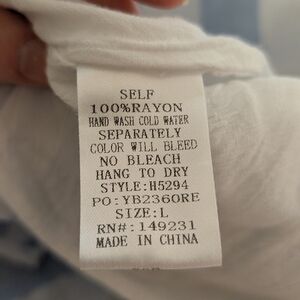 SELF
100%RAYON
HAND WASH COLD WATER
SEPARATELY
COLOR WILL BLEED
NO BLEACH
HANG TO DRY
STYLE:H5294
PO:YB2360RE
SIZE:L
RN#:149231
MADE IN CHINA